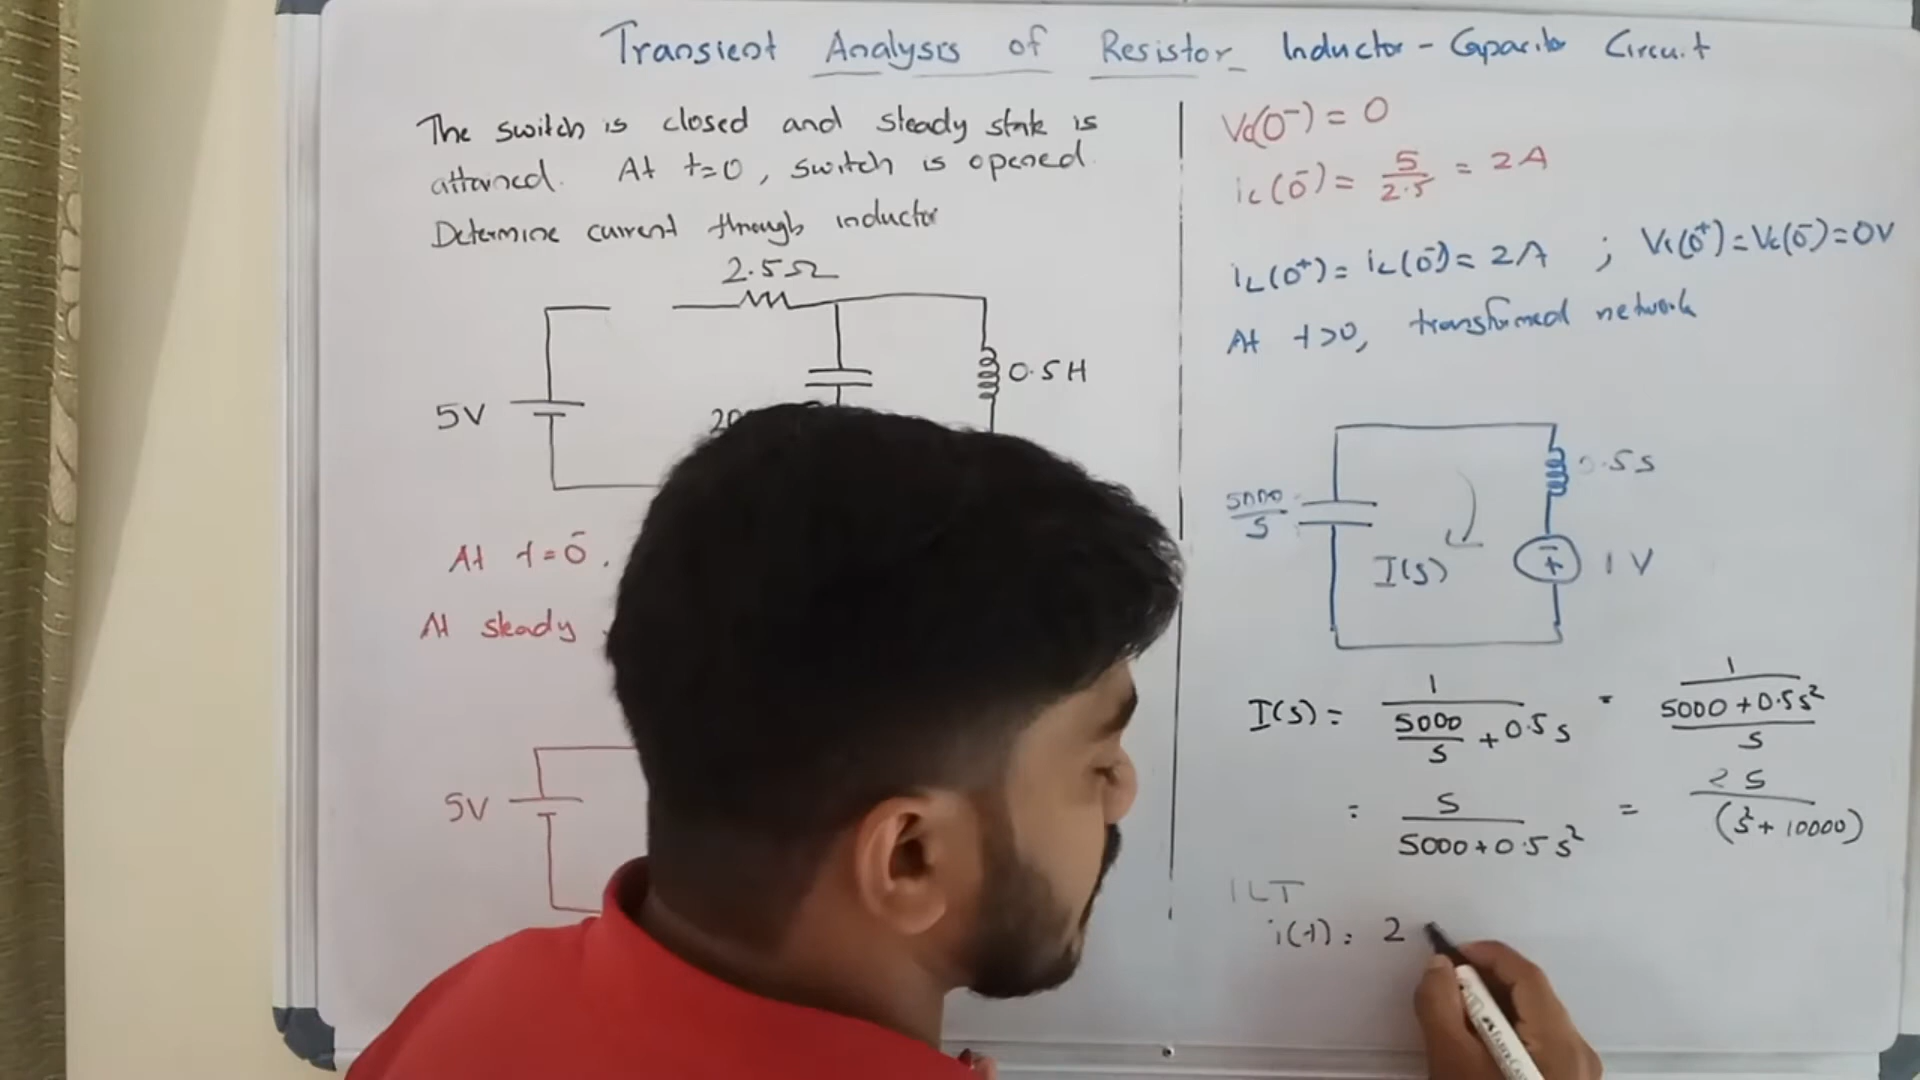 Transient Analysis of Resistor Inductor - Capacitor Circuit
The switch is closed and steady state is
attained. At t=0, switch is opened.
Determine current through inductor
2.5Ω
0.5H
5V
20
At t=0⁻.
At steady
5V
Vc(0⁻) = 0
iL(0⁻) = 5/2.5 = 2A
iL(0⁺) = iL(0⁻) = 2A ; Vc(0⁺) = Vc(0⁻) = 0V
At t>0, transformed network
0.5s
5000/s
I(s)
1V
I(s) = 1/(5000/s + 0.5s) = 1/((5000 + 0.5s²)/s)
= s/(5000 + 0.5s²) = 2s/(s² + 10000)
ILT
i(t) = 2